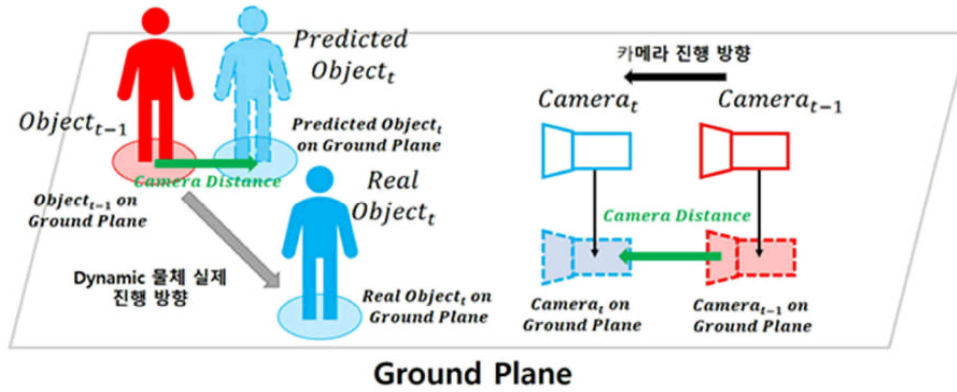 Predicted
Object_t
Object_{t-1}
Predicted Object_t
on Ground Plane
Camera Distance
Object_{t-1} on
Ground Plane
Real
Object_t
Dynamic 물체 실제
진행 방향
Real Object_t on
Ground Plane
카메라 진행 방향
Camera_t
Camera_{t-1}
Camera Distance
Camera_t on
Ground Plane
Camera_{t-1} on
Ground Plane
Ground Plane